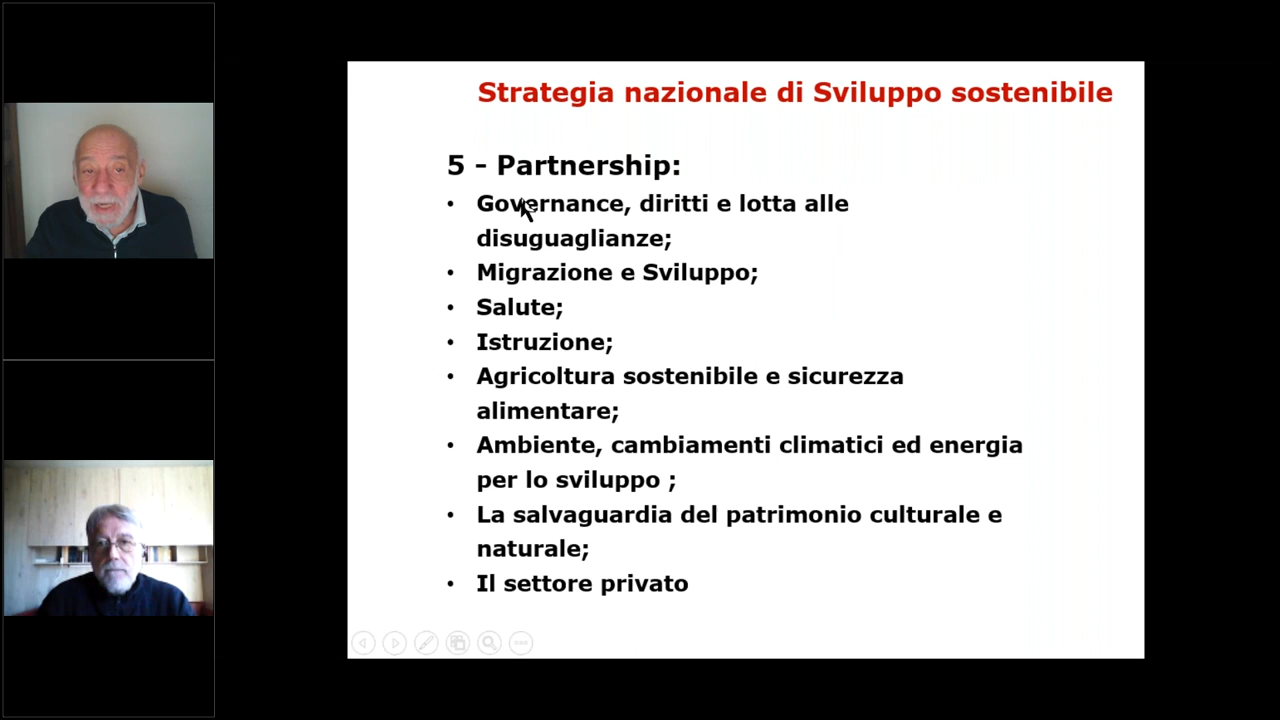 Strategia nazionale di Sviluppo sostenibile
5 – Partnership:
• Governance, diritti e lotta alle
disuguaglianze;
• Migrazione e Sviluppo;
• Salute;
• Istruzione;
• Agricoltura sostenibile e sicurezza
alimentare;
• Ambiente, cambiamenti climatici ed energia
per lo sviluppo ;
• La salvaguardia del patrimonio culturale e
naturale;
• Il settore privato